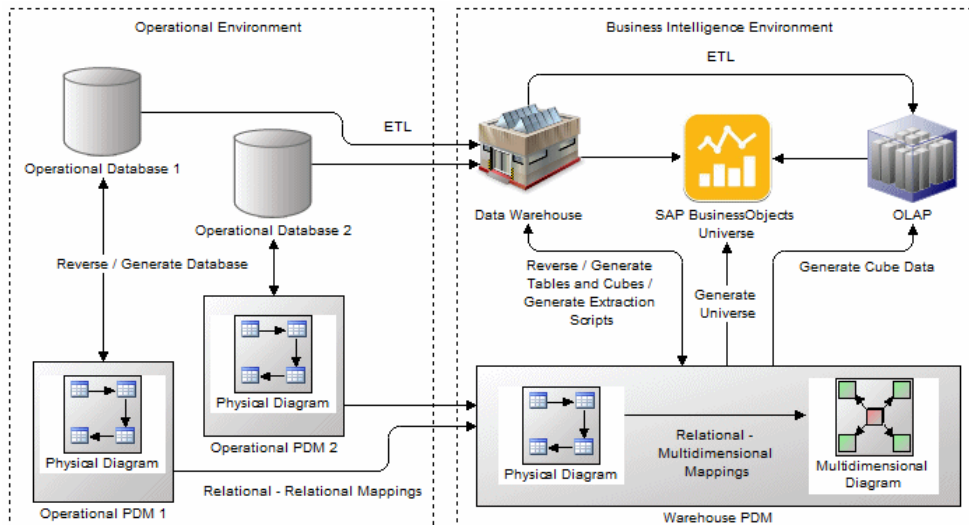 Operational Environment
Business Intelligence Environment
ETL
ETL
Operational Database 1
Operational Database 2
Data Warehouse
SAP BusinessObjects
Universe
OLAP
Reverse / Generate Database
Reverse / Generate
Tables and Cubes /
Generate Extraction
Scripts
Generate
Universe
Generate Cube Data
Physical Diagram
Operational PDM 2
Physical Diagram
Operational PDM 1
Relational - Relational Mappings
Physical Diagram
Relational -
Multidimensional
Mappings
Multidimensional
Diagram
Warehouse PDM